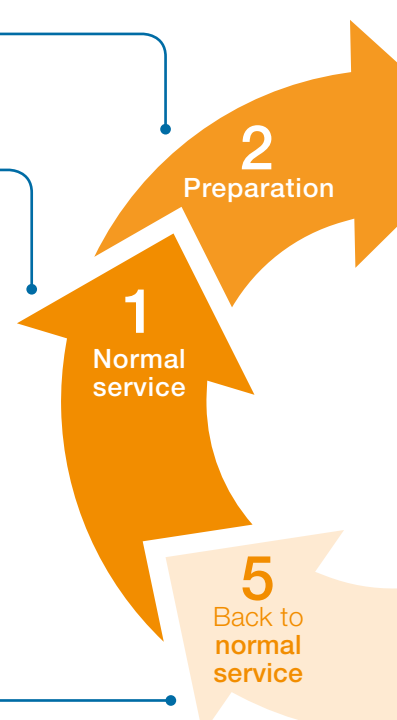 2
Preparation
1
Normal
service
5
Back to
normal
service